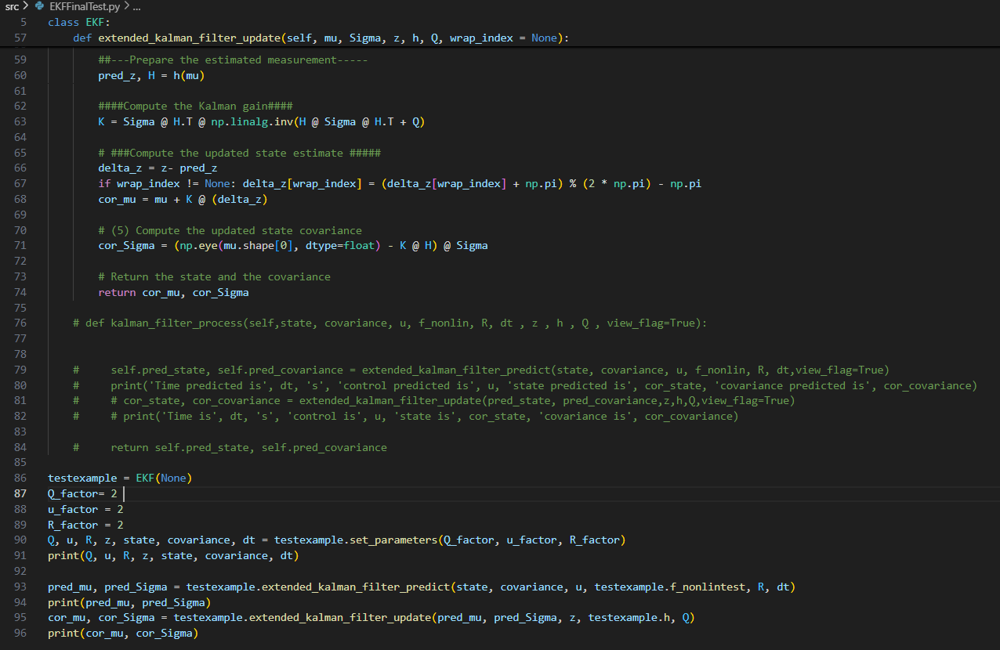 src > EKFFinalTest.py > ...
5 class EKF:
57 def extended_kalman_filter_update(self, mu, Sigma, z, h, Q, wrap_index = None):
59 ##---Prepare the estimated measurement-----
60 pred_z, H = h(mu)
61
62 ####Compute the Kalman gain####
63 K = Sigma @ H.T @ np.linalg.inv(H @ Sigma @ H.T + Q)
64
65 # ###Compute the updated state estimate #####
66 delta_z = z- pred_z
67 if wrap_index != None: delta_z[wrap_index] = (delta_z[wrap_index] + np.pi) % (2 * np.pi) - np.pi
68 cor_mu = mu + K @ (delta_z)
69
70 # (5) Compute the updated state covariance
71 cor_Sigma = (np.eye(mu.shape[0], dtype=float) - K @ H) @ Sigma
72
73 # Return the state and the covariance
74 return cor_mu, cor_Sigma
75
76 # def kalman_filter_process(self,state, covariance, u, f_nonlin, R, dt , z , h , Q , view_flag=True):
77
78
79 # self.pred_state, self.pred_covariance = extended_kalman_filter_predict(state, covariance, u, f_nonlin, R, dt,view_flag=True)
80 # print('Time predicted is', dt, 's', 'control predicted is', u, 'state predicted is', cor_state, 'covariance predicted is', cor_covariance)
81 # # cor_state, cor_covariance = extended_kalman_filter_update(pred_state, pred_covariance,z,h,Q,view_flag=True)
82 # # print('Time is', dt, 's', 'control is', u, 'state is', cor_state, 'covariance is', cor_covariance)
83
84 # return self.pred_state, self.pred_covariance
85
86 testexample = EKF(None)
87 Q_factor= 2
88 u_factor = 2
89 R_factor = 2
90 Q, u, R, z, state, covariance, dt = testexample.set_parameters(Q_factor, u_factor, R_factor)
91 print(Q, u, R, z, state, covariance, dt)
92
93 pred_mu, pred_Sigma = testexample.extended_kalman_filter_predict(state, covariance, u, testexample.f_nonlintest, R, dt)
94 print(pred_mu, pred_Sigma)
95 cor_mu, cor_Sigma = testexample.extended_kalman_filter_update(pred_mu, pred_Sigma, z, testexample.h, Q)
96 print(cor_mu, cor_Sigma)